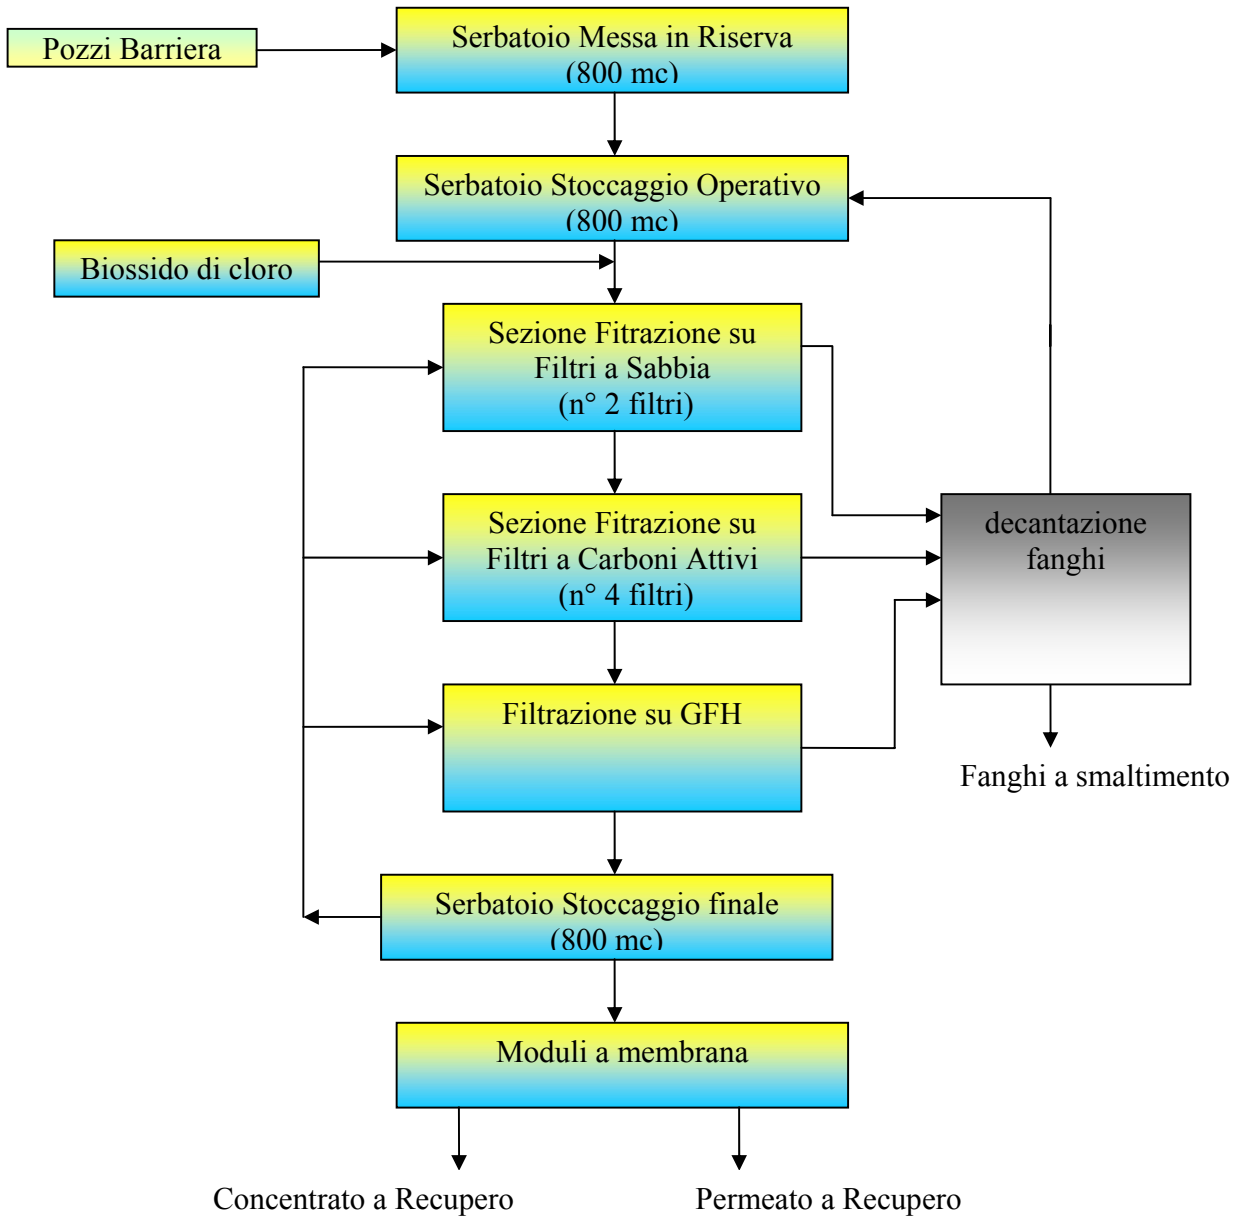 Pozzi Barriera
Serbatoio Messa in Riserva
(800 mc)
Serbatoio Stoccaggio Operativo
(800 mc)
Biossido di cloro
Sezione Fitrazione su
Filtri a Sabbia
(n° 2 filtri)
Sezione Fitrazione su
Filtri a Carboni Attivi
(n° 4 filtri)
decantazione
fanghi
Filtrazione su GFH
Fanghi a smaltimento
Serbatoio Stoccaggio finale
(800 mc)
Moduli a membrana
Concentrato a Recupero
Permeato a Recupero